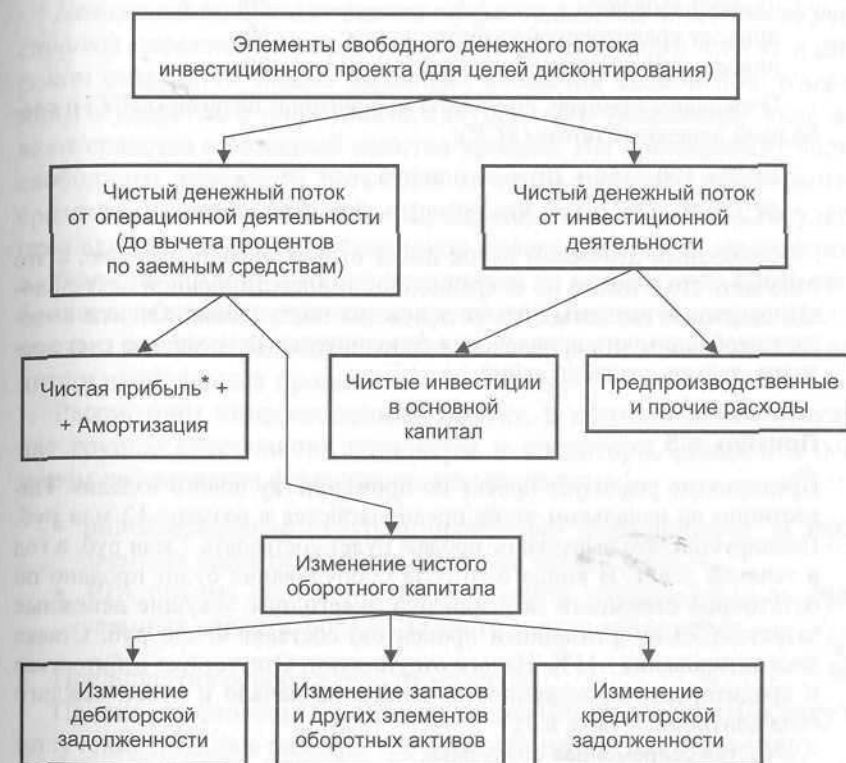 Элементы свободного денежного потока
инвестиционного проекта (для целей дисконтирования)
Чистый денежный поток
от операционной деятельности
(до вычета процентов
по заемным средствам)
Чистый денежный поток
от инвестиционной
деятельности
Чистая прибыль* +
+ Амортизация
Чистые инвестиции
в основной
капитал
Предпроизводственные
и прочие расходы
Изменение чистого
оборотного капитала
Изменение
дебиторской
задолженности
Изменение запасов
и других элементов
оборотных активов
Изменение
кредиторской
задолженности